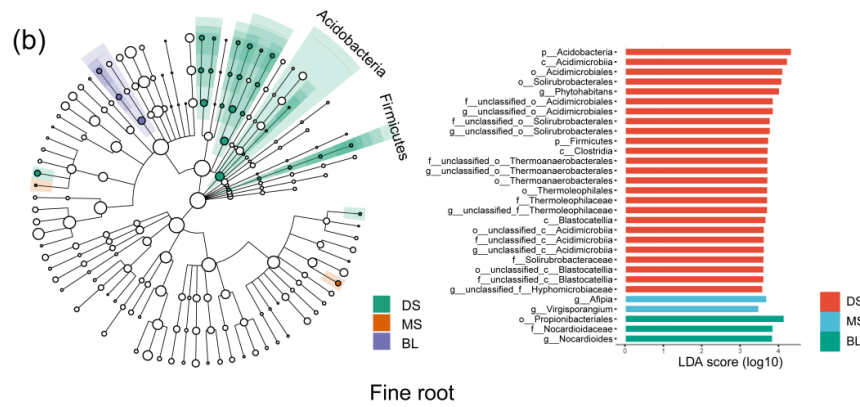 (b)
Acidobacteria
Firmicutes
DS
MS
BL
p__Acidobacteria
c__Acidimicrobiia
o__Acidimicrobiales
o__Solirubrobacterales
g__Phytohabitans
f__unclassified_o__Acidimicrobiales
g__unclassified_o__Acidimicrobiales
f__unclassified_o__Solirubrobacterales
g__unclassified_o__Solirubrobacterales
p__Firmicutes
c__Clostridia
f__unclassified_o__Thermoanaerobacterales
g__unclassified_o__Thermoanaerobacterales
o__Thermoanaerobacterales
o__Thermoleophilales
f__Thermoleophilaceae
g__unclassified_f__Thermoleophilaceae
c__Blastocatellia
o__unclassified_c__Acidimicrobiia
f__unclassified_c__Acidimicrobiia
g__unclassified_c__Acidimicrobiia
f__Solirubrobacteraceae
o__unclassified_c__Blastocatellia
f__unclassified_c__Blastocatellia
g__unclassified_f__Hyphomicrobiaceae
g__Afipia
g__Virgisporangium
o__Propionibacteriales
f__Nocardioidaceae
g__Nocardioides
0 1 2 3 4
LDA score (log10)
DS
MS
BL
Fine root